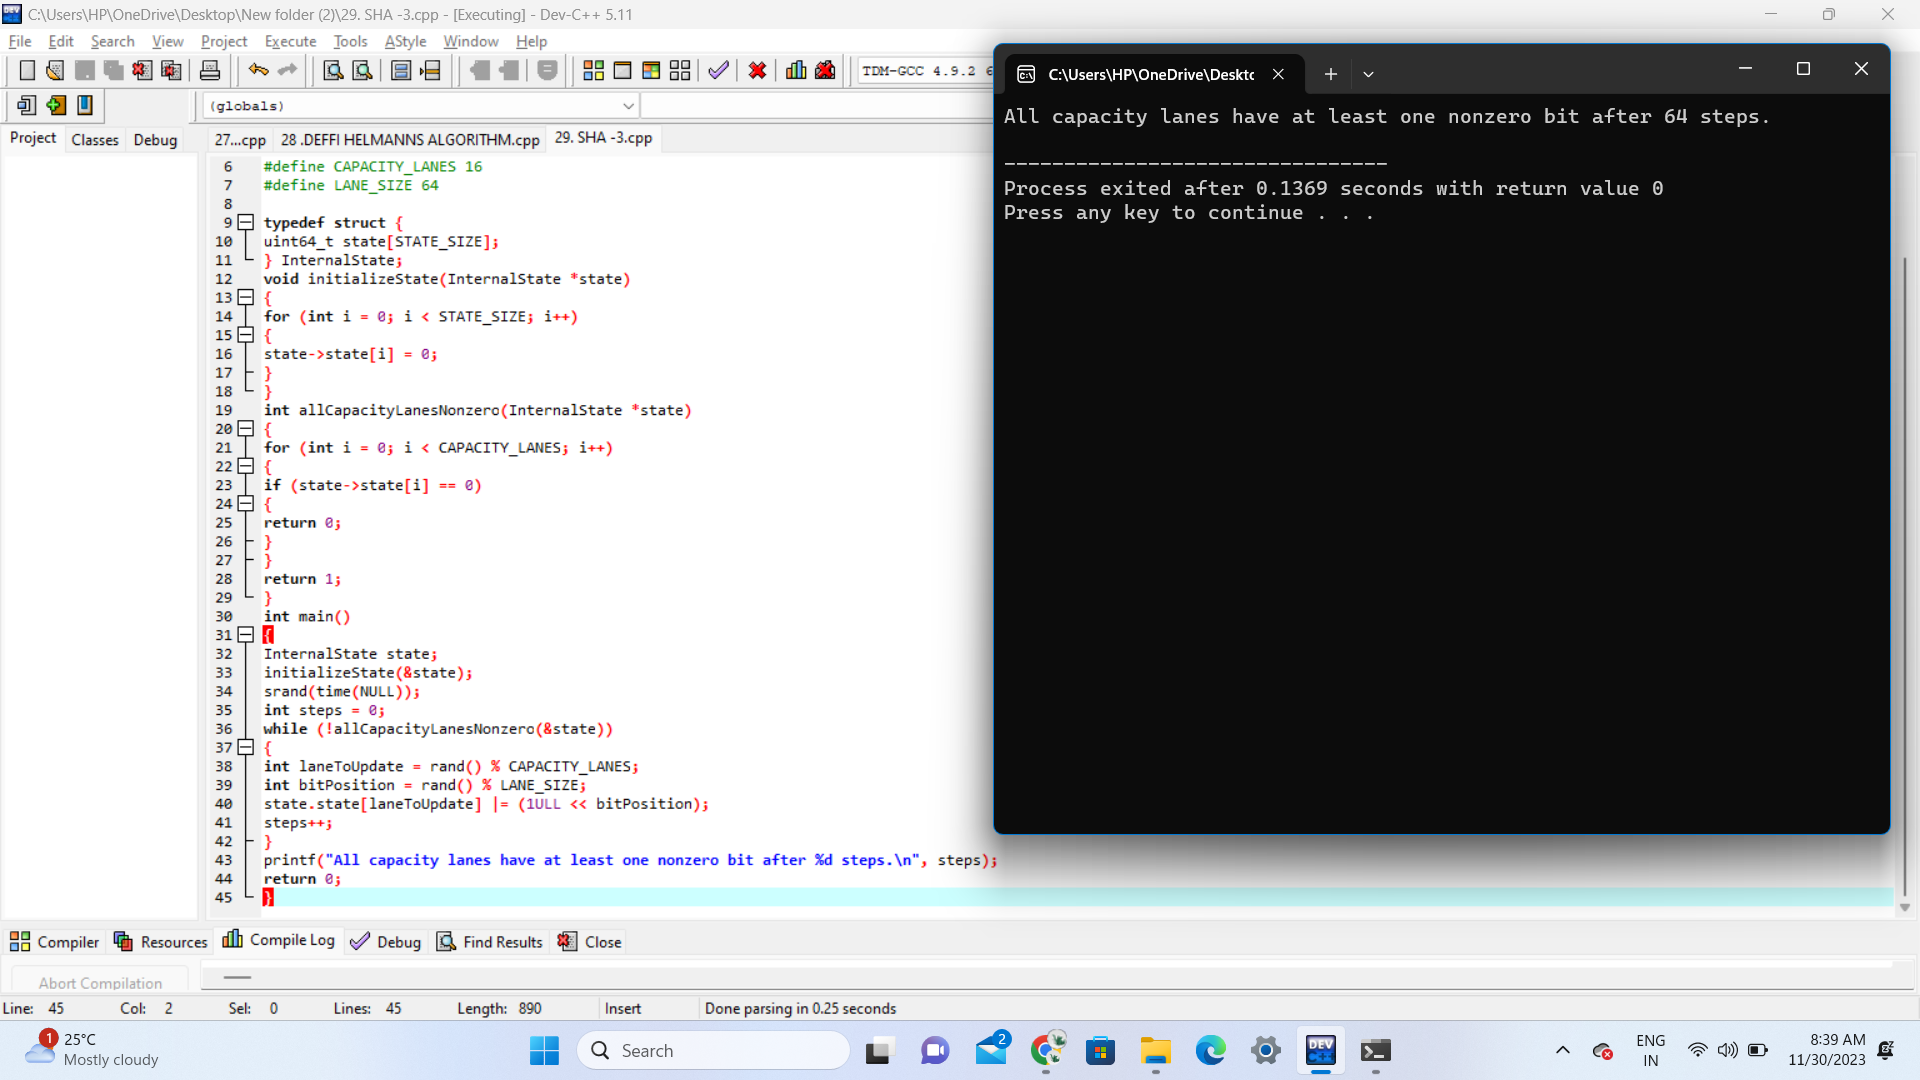 C:\Users\HP\OneDrive\Desktop\New folder (2)\29. SHA -3.cpp - [Executing] - Dev-C++ 5.11
File Edit Search View Project Execute Tools AStyle Window Help
TDM-GCC 4.9.2 6
(globals)
Project Classes Debug
27...cpp 28 .DEFFI HELMANNS ALGORITHM.cpp 29. SHA -3.cpp
6 #define CAPACITY_LANES 16
7 #define LANE_SIZE 64
8
9 typedef struct {
10 uint64_t state[STATE_SIZE];
11 } InternalState;
12 void initializeState(InternalState *state)
13 {
14 for (int i = 0; i < STATE_SIZE; i++)
15 {
16 state->state[i] = 0;
17 }
18 }
19 int allCapacityLanesNonzero(InternalState *state)
20 {
21 for (int i = 0; i < CAPACITY_LANES; i++)
22 {
23 if (state->state[i] == 0)
24 {
25 return 0;
26 }
27 }
28 return 1;
29 }
30 int main()
31 {
32 InternalState state;
33 initializeState(&state);
34 srand(time(NULL));
35 int steps = 0;
36 while (!allCapacityLanesNonzero(&state))
37 {
38 int laneToUpdate = rand() % CAPACITY_LANES;
39 int bitPosition = rand() % LANE_SIZE;
40 state.state[laneToUpdate] |= (1ULL << bitPosition);
41 steps++;
42 }
43 printf("All capacity lanes have at least one nonzero bit after %d steps.\n", steps);
44 return 0;
45 }
C:\Users\HP\OneDrive\Desktc
All capacity lanes have at least one nonzero bit after 64 steps.
--------------------------------
Process exited after 0.1369 seconds with return value 0
Press any key to continue . . .
Compiler Resources Compile Log Debug Find Results Close
Abort Compilation
Line: 45 Col: 2 Sel: 0 Lines: 45 Length: 890 Insert Done parsing in 0.25 seconds
1
25°C
Mostly cloudy
Search
2
DEV
ENG
IN
8:39 AM
11/30/2023